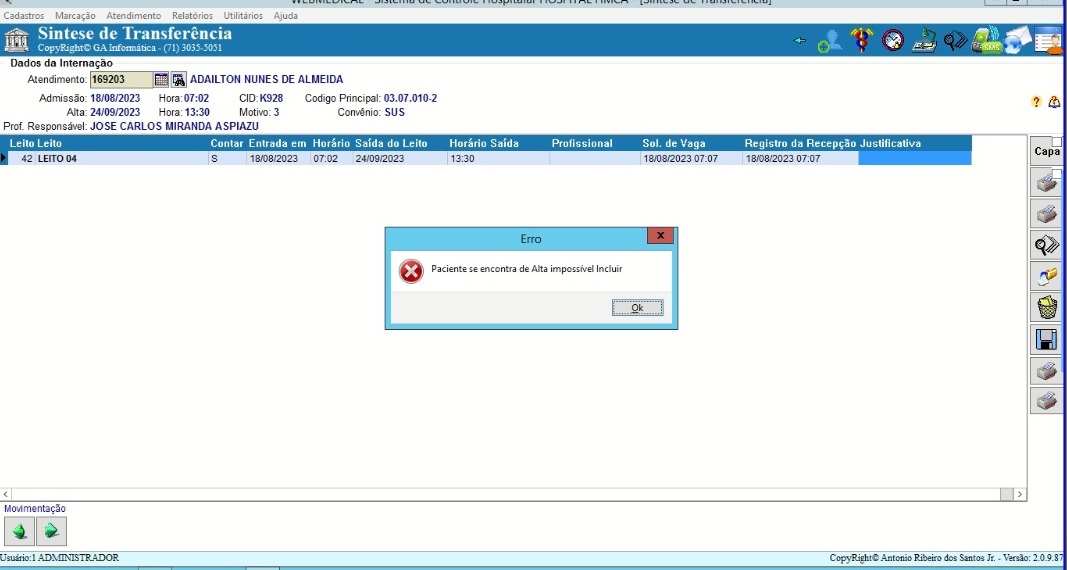 WEBMEDICAL - Sistema de Controle Hospitalar HOSPITAL HMCA - [Síntese de Transferência]
Cadastros Marcação Atendimento Relatórios Utilitários Ajuda
Síntese de Transferência
CopyRight© GA Informática - (71) 3035-5051
Dados da Internação
Atendimento: 169203 ADAILTON NUNES DE ALMEIDA
Admissão: 18/08/2023 Hora: 07:02 CID: K928 Codigo Principal: 03.07.010-2
Alta: 24/09/2023 Hora: 13:30 Motivo: 3 Convênio: SUS
Prof. Responsável: JOSE CARLOS MIRANDA ASPIAZU
Leito Leito Contar Entrada em Horário Saída do Leito Horário Saída Profissional Sol. de Vaga Registro da Recepção Justificativa
42 LEITO 04 S 18/08/2023 07:02 24/09/2023 13:30 18/08/2023 07:07 18/08/2023 07:07
Capa
SMS
Erro
x
Paciente se encontra de Alta impossível Incluir
Ok
Movimentação
Usuário:1 ADMINISTRADOR
CopyRight© Antonio Ribeiro dos Santos Jr. - Versão: 2.0.9.87